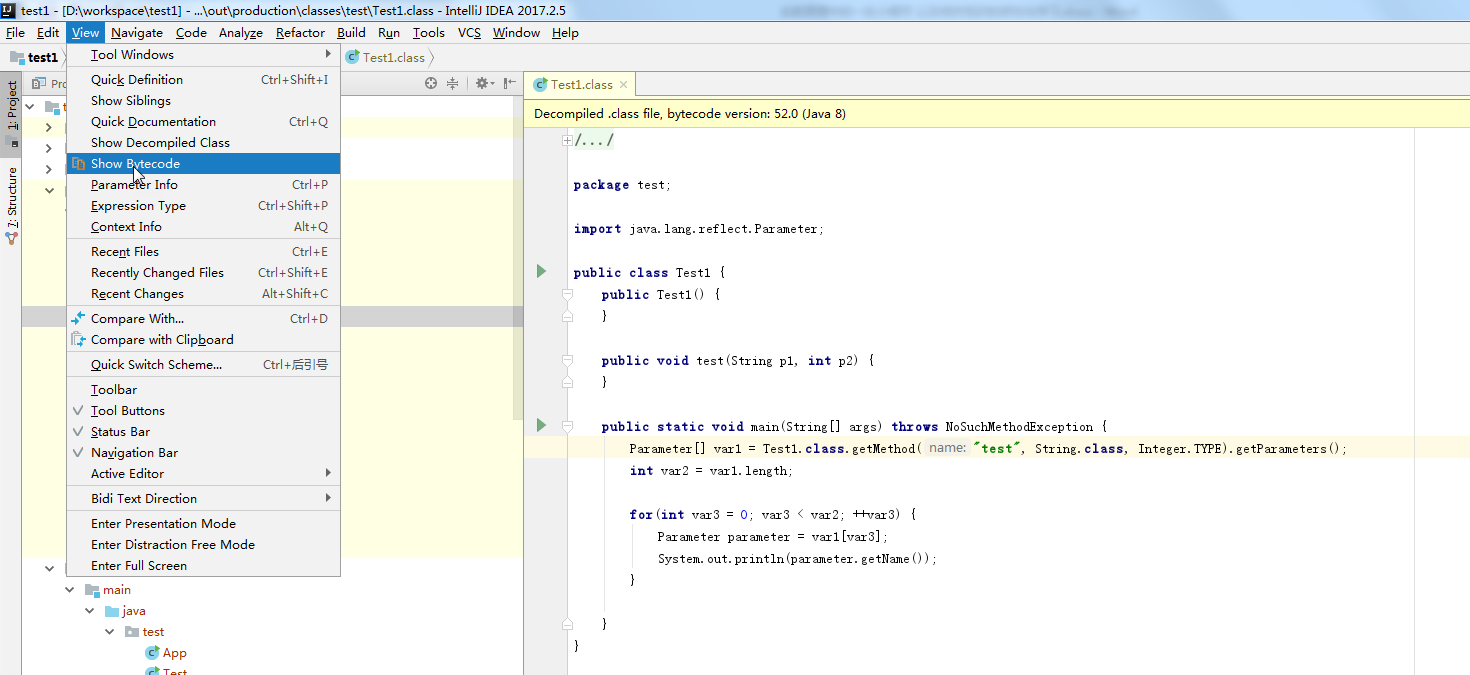 test1 - [D:\workspace\test1] - ...\out\production\classes\test\Test1.class - IntelliJ IDEA 2017.2.5
File Edit View Navigate Code Analyze Refactor Build Run Tools VCS Window Help
test1
Test1.class
1: Project
7: Structure
Pro
t
Tool Windows
Quick Definition Ctrl+Shift+I
Show Siblings
Quick Documentation Ctrl+Q
Show Decompiled Class
Show Bytecode
Parameter Info Ctrl+P
Expression Type Ctrl+Shift+P
Context Info Alt+Q
Recent Files Ctrl+E
Recently Changed Files Ctrl+Shift+E
Recent Changes Alt+Shift+C
Compare With... Ctrl+D
Compare with Clipboard
Quick Switch Scheme... Ctrl+后引号
Toolbar
Tool Buttons
Status Bar
Navigation Bar
Active Editor
Bidi Text Direction
Enter Presentation Mode
Enter Distraction Free Mode
Enter Full Screen
main
java
test
App
Test
Test1.class
Decompiled .class file, bytecode version: 52.0 (Java 8)
/.../
package test;
import java.lang.reflect.Parameter;
public class Test1 {
public Test1() {
}
public void test(String p1, int p2) {
}
public static void main(String[] args) throws NoSuchMethodException {
Parameter[] var1 = Test1.class.getMethod( name: "test", String.class, Integer.TYPE).getParameters();
int var2 = var1.length;
for(int var3 = 0; var3 < var2; ++var3) {
Parameter parameter = var1[var3];
System.out.println(parameter.getName());
}
}
}